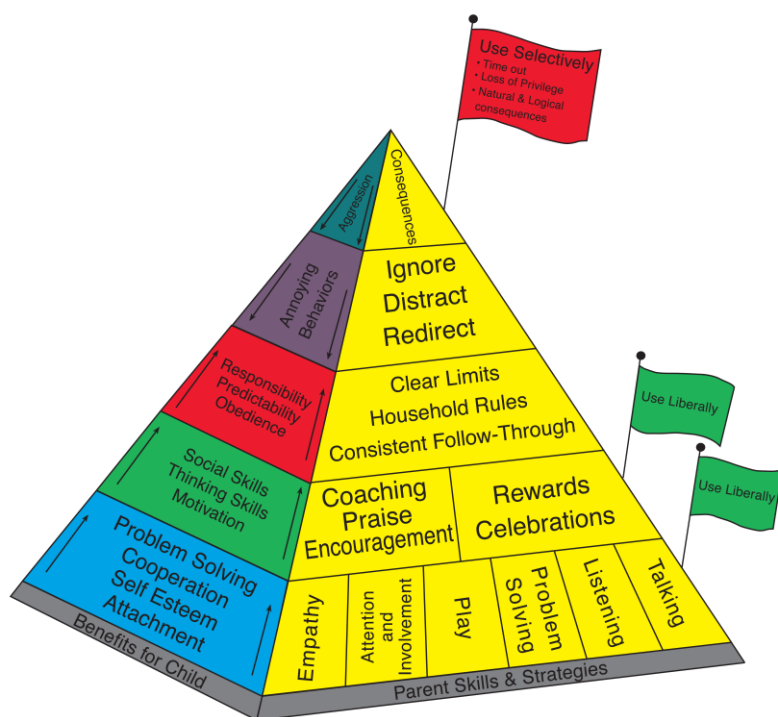 Use Selectively
• Time out
• Loss of Privilege
• Natural & Logical
consequences
Aggression
Consequences
Annoying
Behaviors
Ignore
Distract
Redirect
Responsibility
Predictability
Obedience
Clear Limits
Household Rules
Consistent Follow-Through
Use Liberally
Social Skills
Thinking Skills
Motivation
Coaching
Praise
Encouragement
Rewards
Celebrations
Use Liberally
Problem Solving
Cooperation
Self Esteem
Attachment
Empathy
Attention
and
Involvement
Play
Problem
Solving
Listening
Talking
Benefits for Child
Parent Skills & Strategies